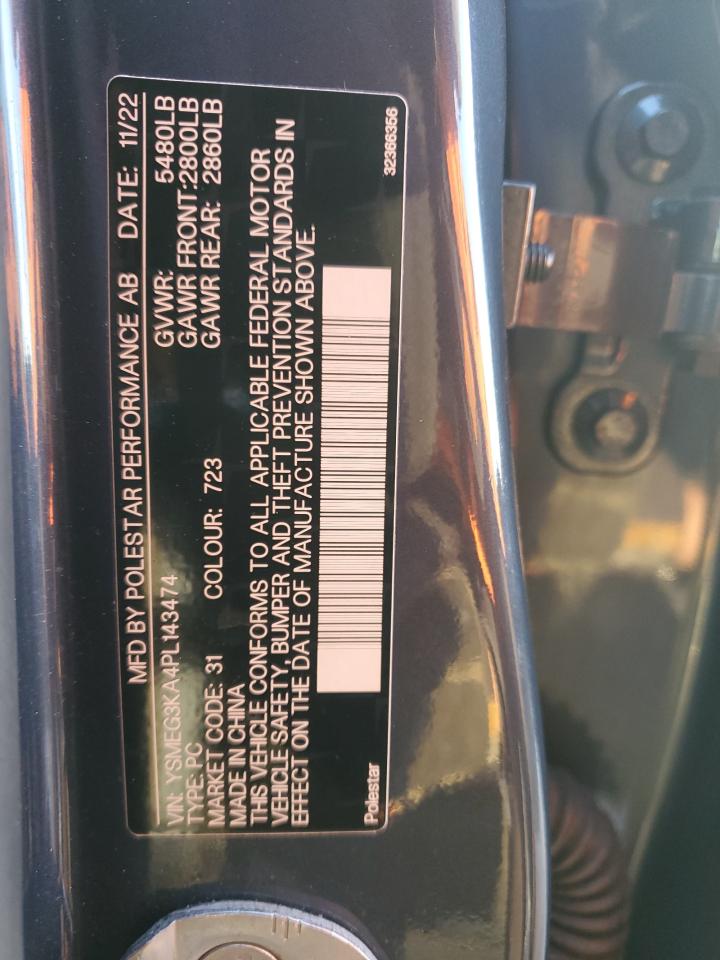 MFD BY POLESTAR PERFORMANCE AB DATE: 11/22
VIN: YSMEG3KA4PL143474 GVWR: 5480LB
TYPE: PC GAWR FRONT:2800LB
MARKET CODE: 31 COLOUR: 723 GAWR REAR: 2860LB
MADE IN CHINA
THIS VEHICLE CONFORMS TO ALL APPLICABLE FEDERAL MOTOR
VEHICLE SAFETY, BUMPER AND THEFT PREVENTION STANDARDS IN
EFFECT ON THE DATE OF MANUFACTURE SHOWN ABOVE.
Polestar 32366356